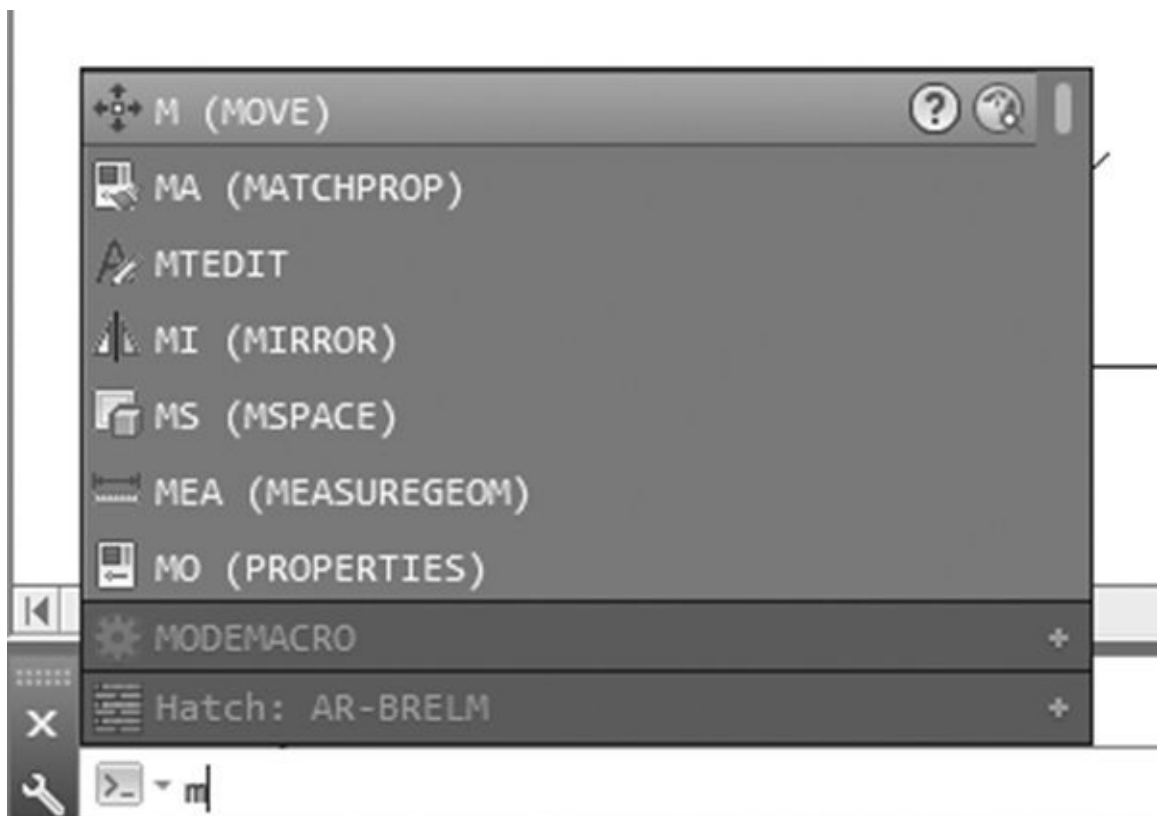 M (MOVE)
MA (MATCHPROP)
MTEDIT
MI (MIRROR)
MS (MSPACE)
MEA (MEASUREGEOM)
MO (PROPERTIES)
MODEMACRO
Hatch: AR-BRELM
m